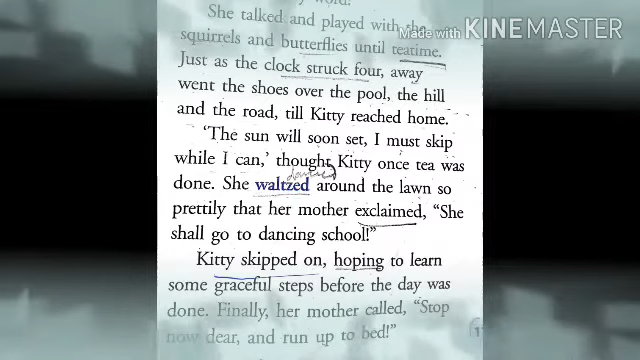 word.
She talked and played with the
squirrels and butterflies until teatime.
Just as the clock struck four, away
went the shoes over the pool, the hill
and the road, till Kitty reached home.
'The sun will soon set, I must skip
while I can,' thought Kitty once tea was
danced
done. She waltzed around the lawn so
prettily that her mother exclaimed, "She
shall go to dancing school!"
Kitty skipped on, hoping to learn
some graceful steps before the day was
done. Finally, her mother called, "Stop
now dear, and run up to bed!"
Made with KINEMASTER